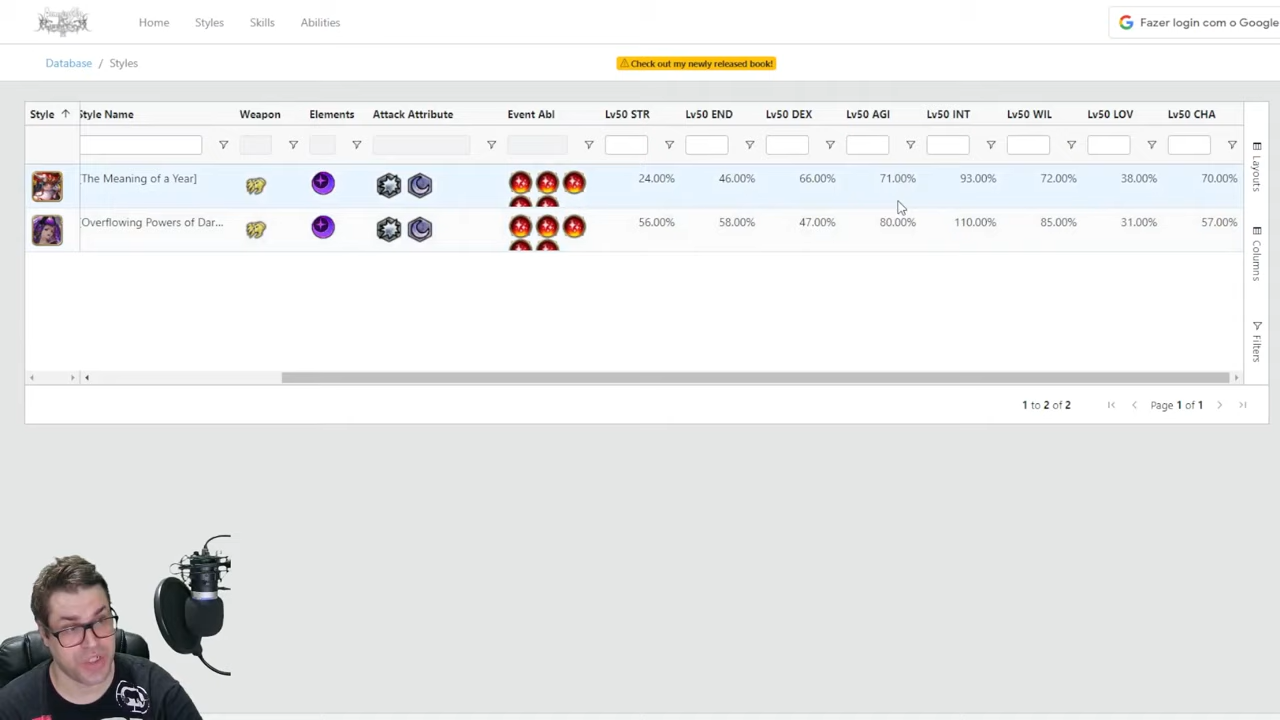 Home Styles Skills Abilities
Fazer login com o Google
Database / Styles
⚠Check out my newly released book!
Style ↑ Style Name Weapon Elements Attack Attribute Event Abl Lv50 STR Lv50 END Lv50 DEX Lv50 AGI Lv50 INT Lv50 WIL Lv50 LOV Lv50 CHA
[The Meaning of a Year] 24.00% 46.00% 66.00% 71.00% 93.00% 72.00% 38.00% 70.00%
Overflowing Powers of Dar... 56.00% 58.00% 47.00% 80.00% 110.00% 85.00% 31.00% 57.00%
Layouts
Columns
Filters
1 to 2 of 2 Page 1 of 1